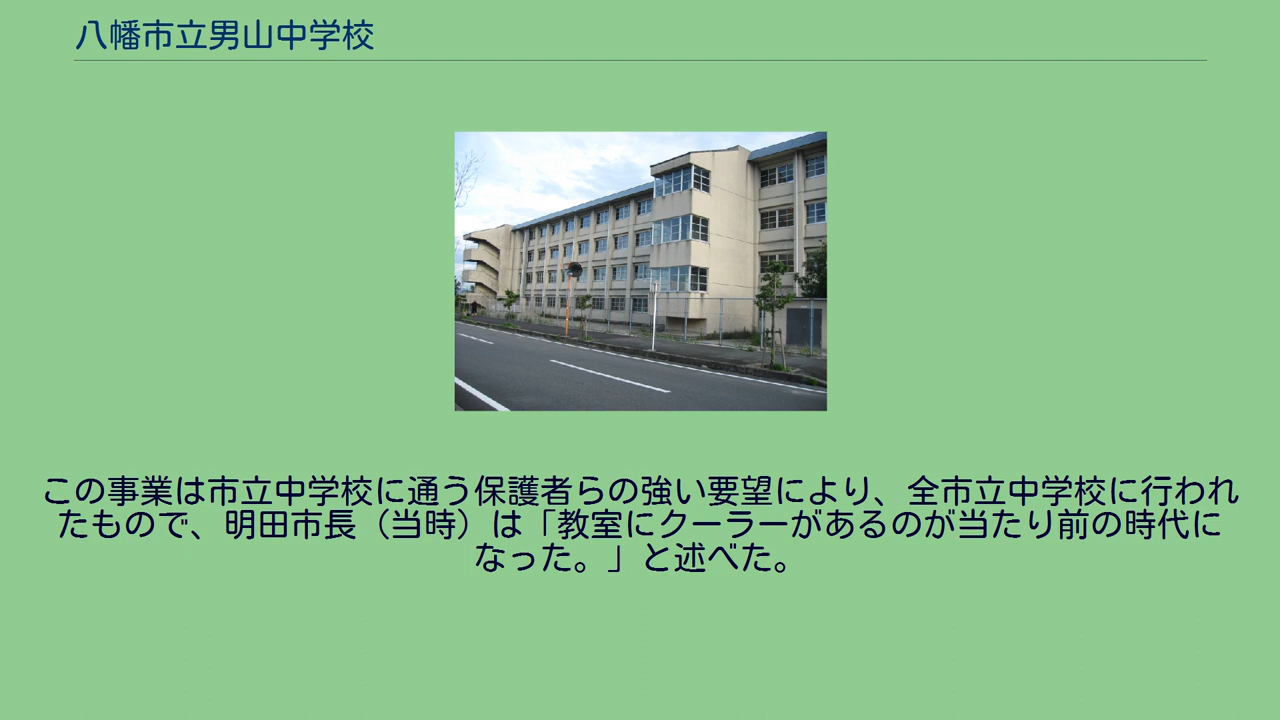 八幡市立男山中学校
この事業は市立中学校に通う保護者らの強い要望により、全市立中学校に行われ
たもので、明田市長（当時）は「教室にクーラーがあるのが当たり前の時代に
なった。」と述べた。